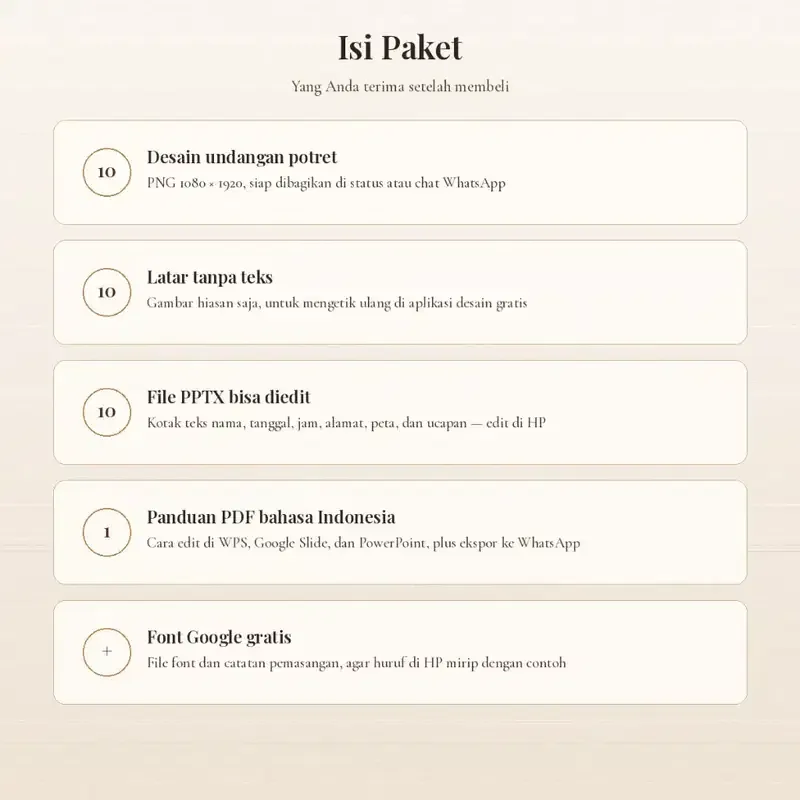 Isi Paket
Yang Anda terima setelah membeli
10
Desain undangan potret
PNG 1080 × 1920, siap dibagikan di status atau chat WhatsApp
10
Latar tanpa teks
Gambar hiasan saja, untuk mengetik ulang di aplikasi desain gratis
10
File PPTX bisa diedit
Kotak teks nama, tanggal, jam, alamat, peta, dan ucapan — edit di HP
1
Panduan PDF bahasa Indonesia
Cara edit di WPS, Google Slide, dan PowerPoint, plus ekspor ke WhatsApp
+
Font Google gratis
File font dan catatan pemasangan, agar huruf di HP mirip dengan contoh